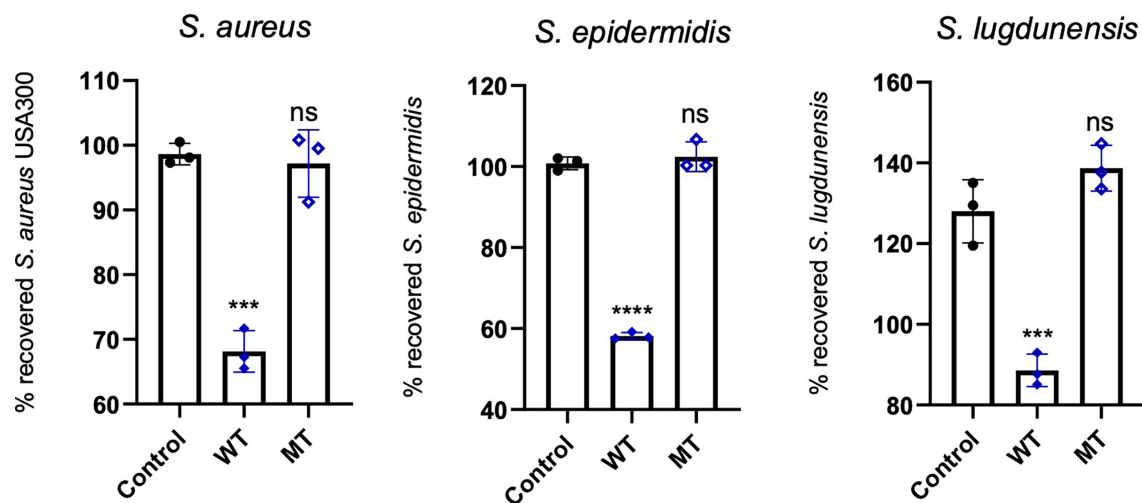 S. aureus
% recovered S. aureus USA300
110
100
90
80
70
60
***
ns
Control
WT
MT
S. epidermidis
% recovered S. epidermidis
120
100
80
60
40
****
ns
Control
WT
MT
S. lugdunensis
% recovered S. lugdunensis
160
140
120
100
80
***
ns
Control
WT
MT